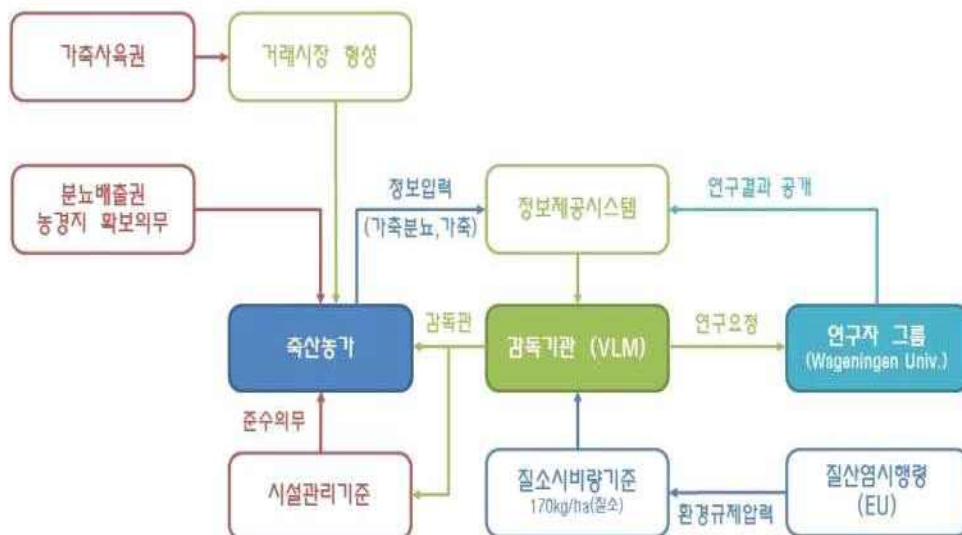 가축사육권
거래시장 형성
분뇨배출권
농경지 확보의무
정보입력
(가축분뇨,가축)
정보제공시스템
연구결과 공개
축산농가
감독관
감독기관 (VLM)
연구요청
연구자 그룹
(Wageningen Univ.)
준수의무
시설관리기준
질소시비량기준
170kg/ha(질소)
환경규제압력
질산염시행령
(EU)